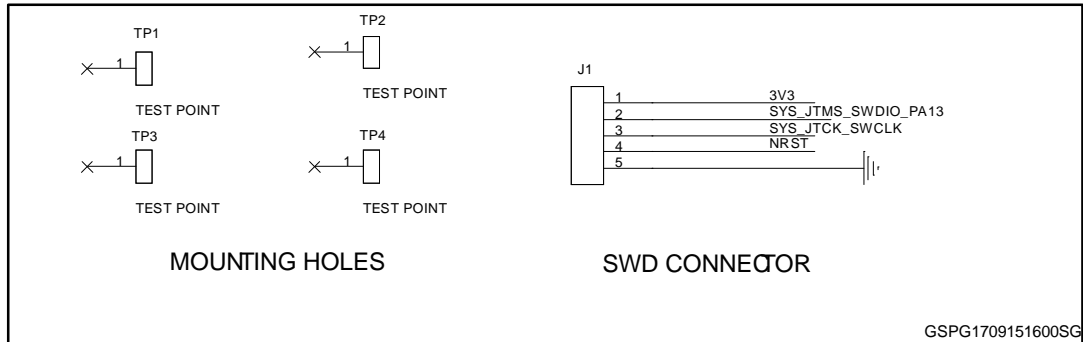 TP1
1
TEST POINT
TP2
1
TEST POINT
TP3
1
TEST POINT
TP4
1
TEST POINT
MOUNTING HOLES
J1
1 3V3
2 SYS_JTMS_SWDIO_PA13
3 SYS_JTCK_SWCLK
4 NRST
5
SWD CONNECTOR
GSPG1709151600SG